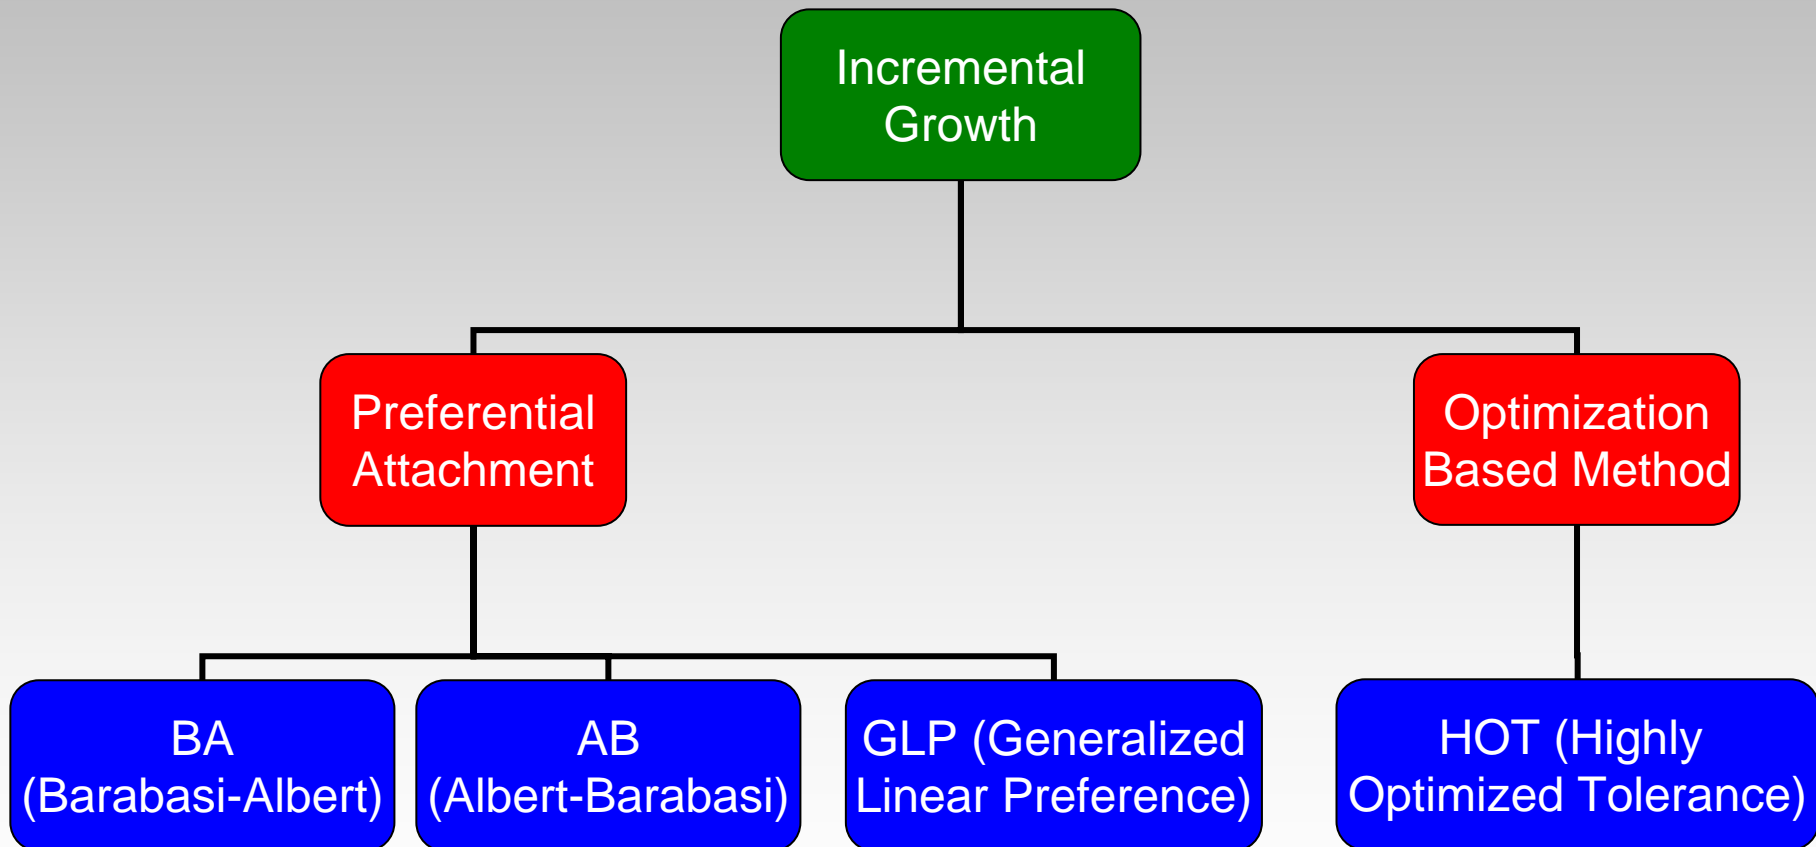 Incremental
Growth
Preferential
Attachment
Optimization
Based Method
BA
(Barabasi-Albert)
AB
(Albert-Barabasi)
GLP (Generalized
Linear Preference)
HOT (Highly
Optimized Tolerance)